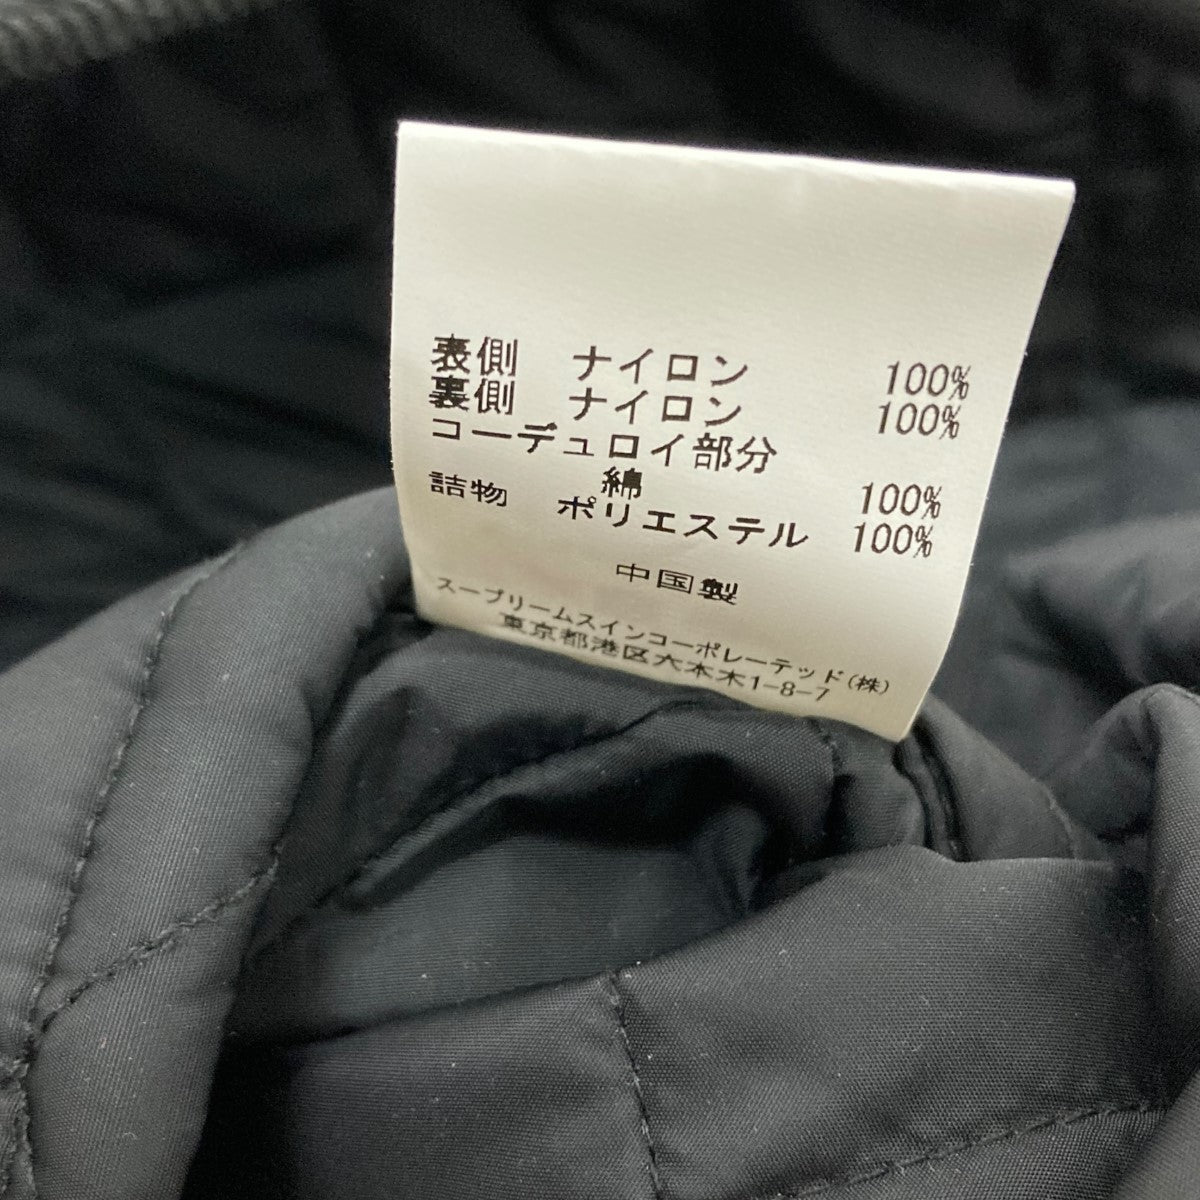 表側 ナイロン 100%
裏側 ナイロン 100%
コーデュロイ部分
綿 100%
詰物 ポリエステル 100%
中国製
スープリームスインコーポレーテッド(株)
東京都港区六本木1-8-7